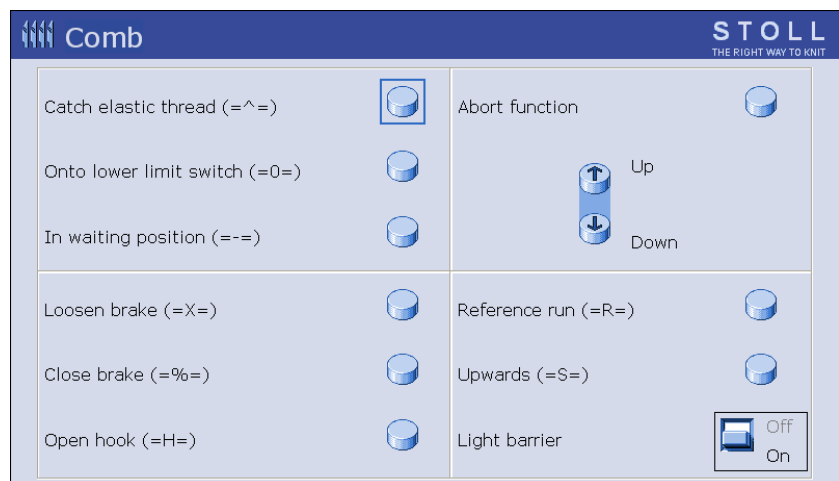 Comb
STOLL
THE RIGHT WAY TO KNIT
Catch elastic thread (=^=)
Onto lower limit switch (=0=)
In waiting position (=-=)
Abort function
Up
Down
Loosen brake (=X=)
Close brake (=%=)
Open hook (=H=)
Reference run (=R=)
Upwards (=S=)
Light barrier
Off
On